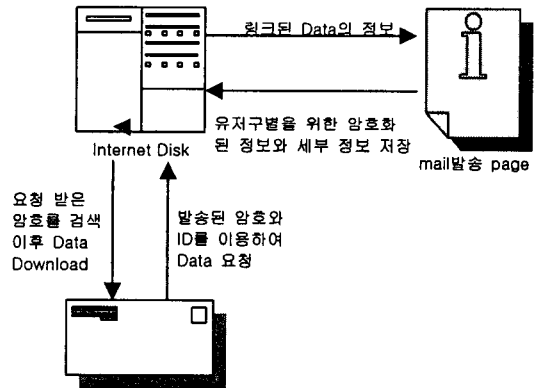 링크된 Data의 정보
유저구별을 위한 암호화
된 정보와 세부 정보 저장
Internet Disk
mail발송 page
요청 받은
암호를 검색
이후 Data
Download
발송된 암호와
ID를 이용하여
Data 요청